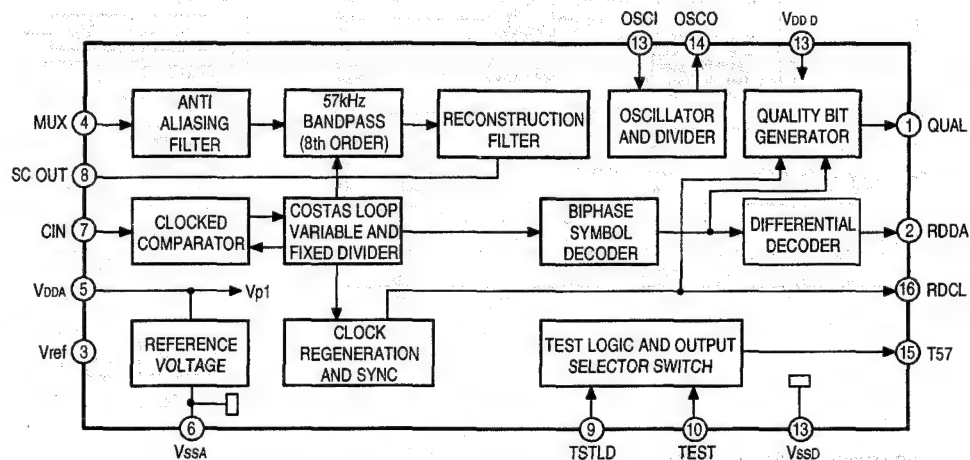 OSCI OSCO VDD D
13 14 13
4 MUX
ANTI
ALIASING
FILTER
57kHz
BANDPASS
(8th ORDER)
RECONSTRUCTION
FILTER
OSCILLATOR
AND DIVIDER
QUALITY BIT
GENERATOR
1 QUAL
SC OUT 8
CIN 7
CLOCKED
COMPARATOR
COSTAS LOOP
VARIABLE AND
FIXED DIVIDER
BIPHASE
SYMBOL
DECODER
DIFFERENTIAL
DECODER
2 RDDA
VDDA 5
Vp1
16 RDCL
Vref 3
REFERENCE
VOLTAGE
CLOCK
REGENERATION
AND SYNC
TEST LOGIC AND OUTPUT
SELECTOR SWITCH
15 T57
6 9 10 13
VSSA TSTLD TEST VSSD